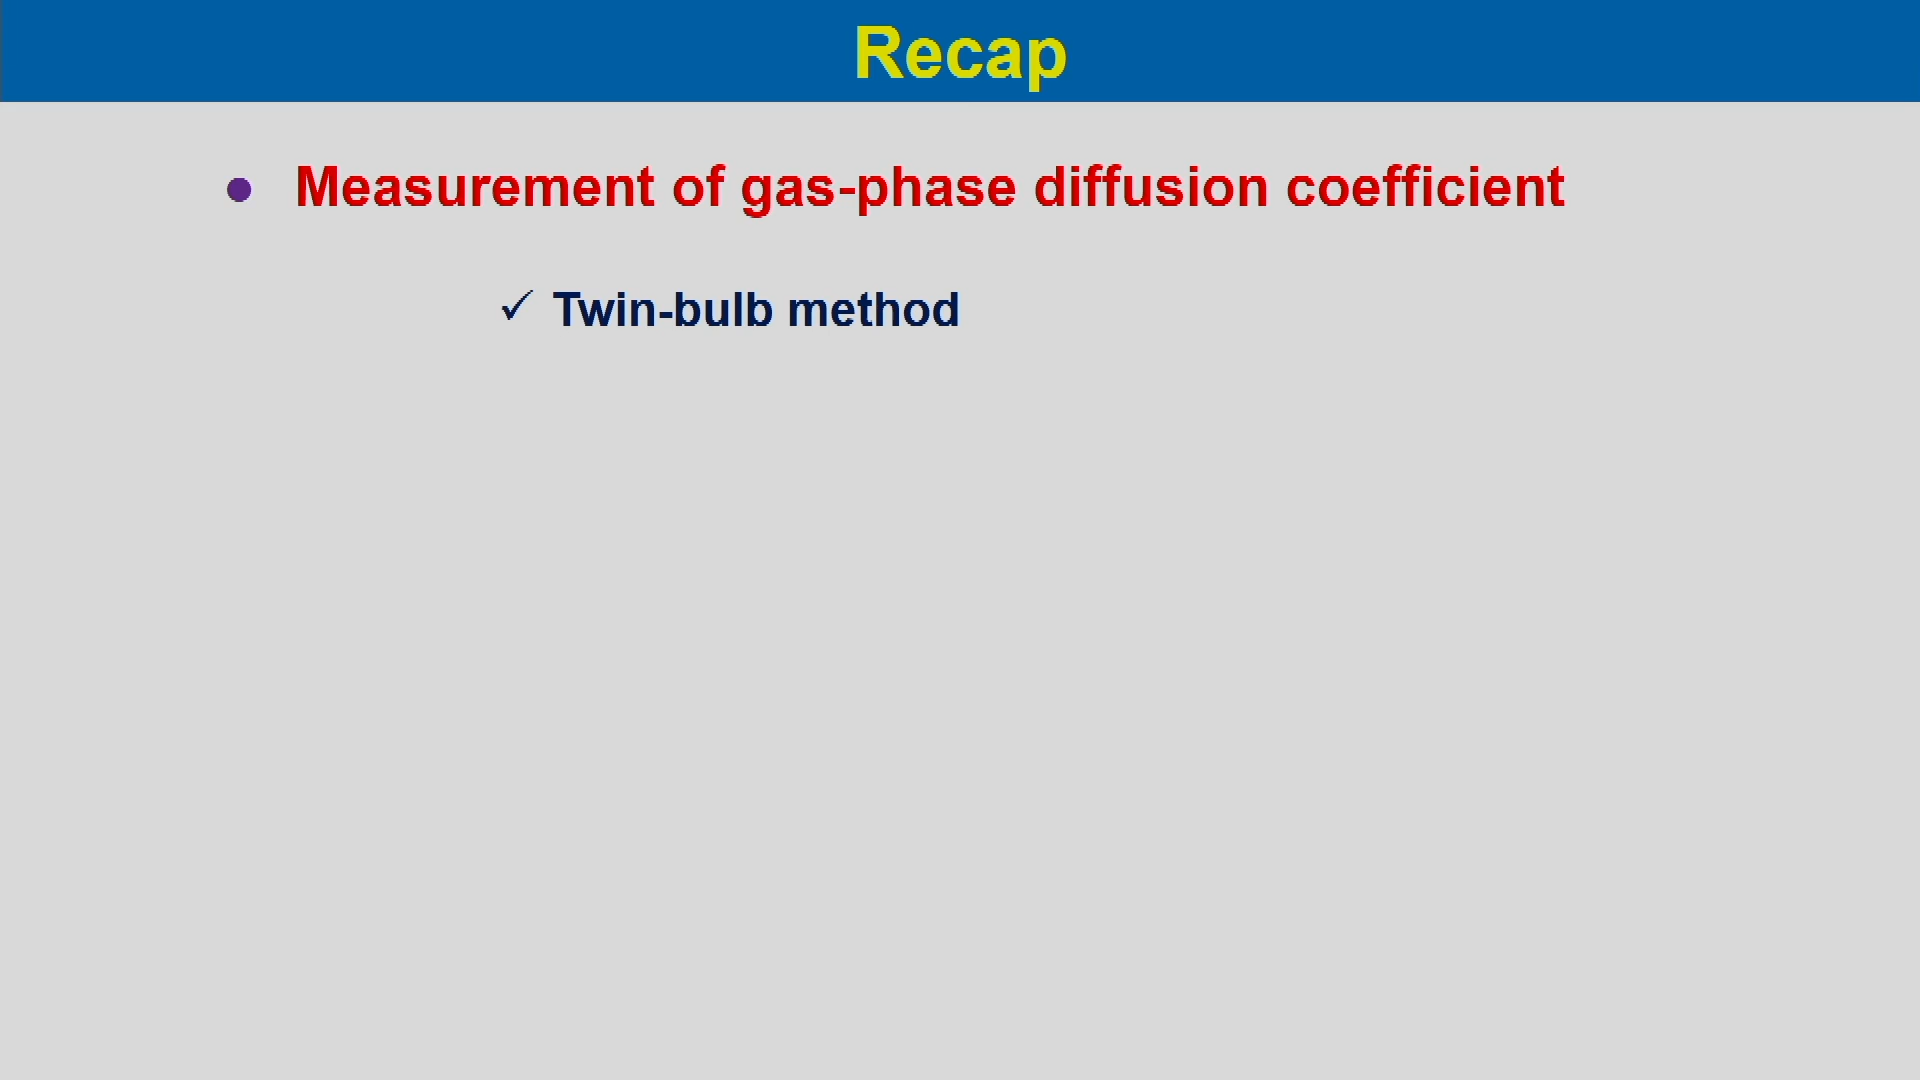 Recap
● Measurement of gas-phase diffusion coefficient
✓ Twin-bulb method